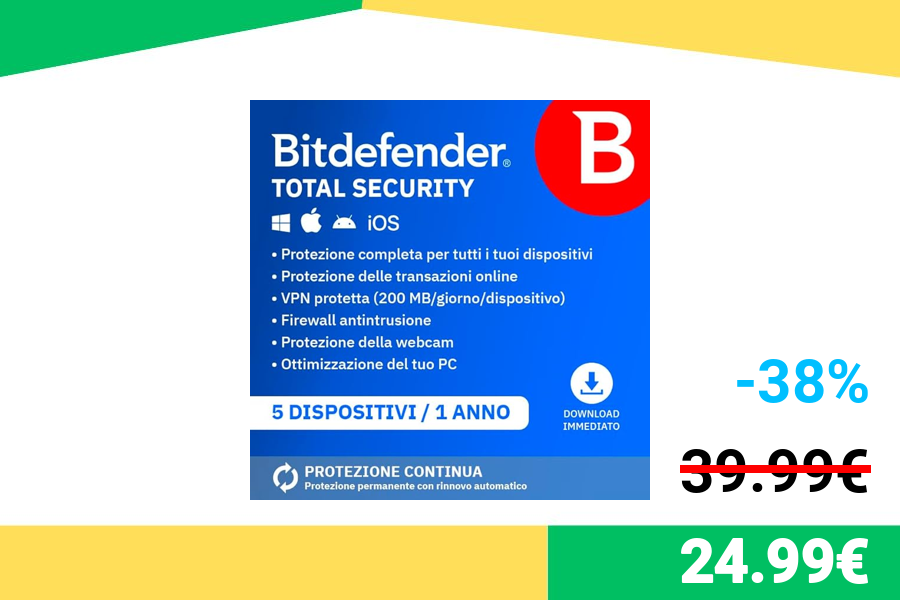 Bitdefender®
B
TOTAL SECURITY
iOS
• Protezione completa per tutti i tuoi dispositivi
• Protezione delle transazioni online
• VPN protetta (200 MB/giorno/dispositivo)
• Firewall antintrusione
• Protezione della webcam
• Ottimizzazione del tuo PC
5 DISPOSITIVI / 1 ANNO
DOWNLOAD
IMMEDIATO
PROTEZIONE CONTINUA
Protezione permanente con rinnovo automatico
-38%
39.99€
24.99€